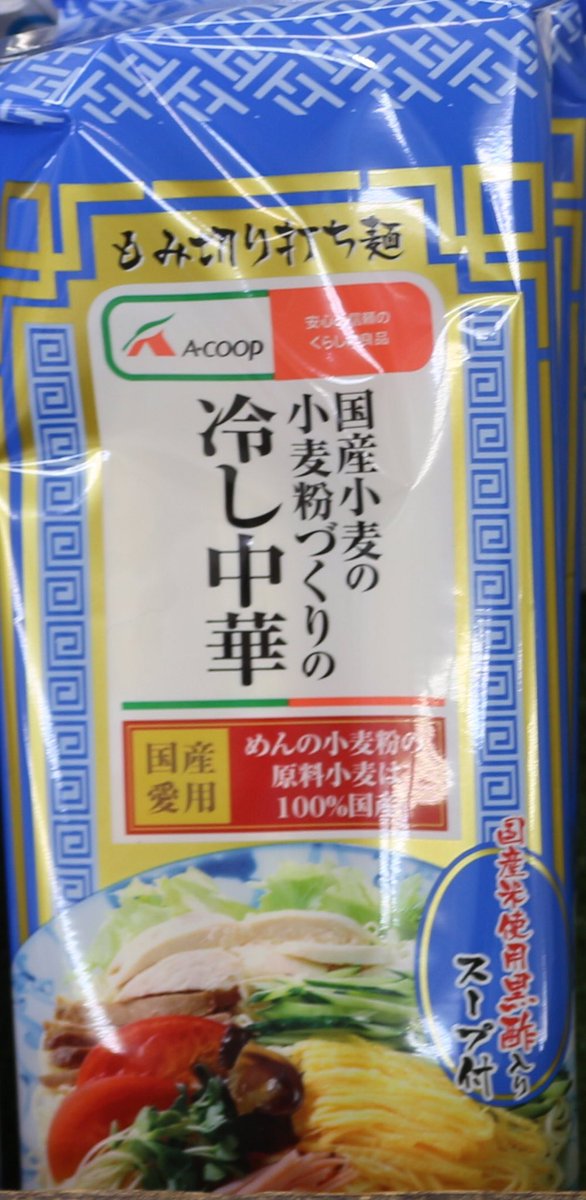 もみ切り打ち麺
A-COOP
安心と信頼の
くらしの良品
国産小麦の
小麦粉づくりの
冷し中華
国産
愛用
めんの小麦粉の
原料小麦は
100%国産
国産米使用黒酢入り
スープ付